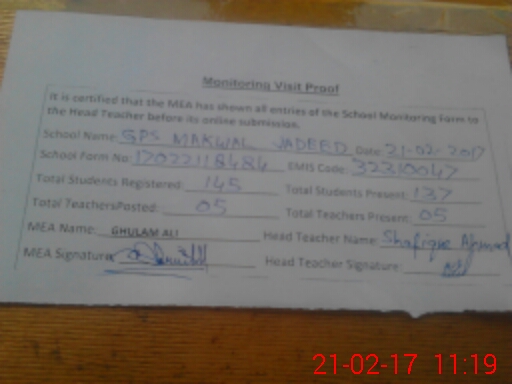 Monitoring Visit Proof
It is certified that the MEA has shown all entries of the School Monitoring Form to
the Head Teacher before its online submission.
School Name: GPS MAKWAL JADEED Date: 21-02-2017
School Form No: 17022118484 EMIS Code: 32310047
Total Students Registered: 145 Total Students Present: 137
Total TeachersPosted: 05 Total Teachers Present: 05
MEA Name: GHULAM ALI Head Teacher Name: Shafique Ahmad
MEA Signature: Head Teacher Signature:
21-02-17 11:19